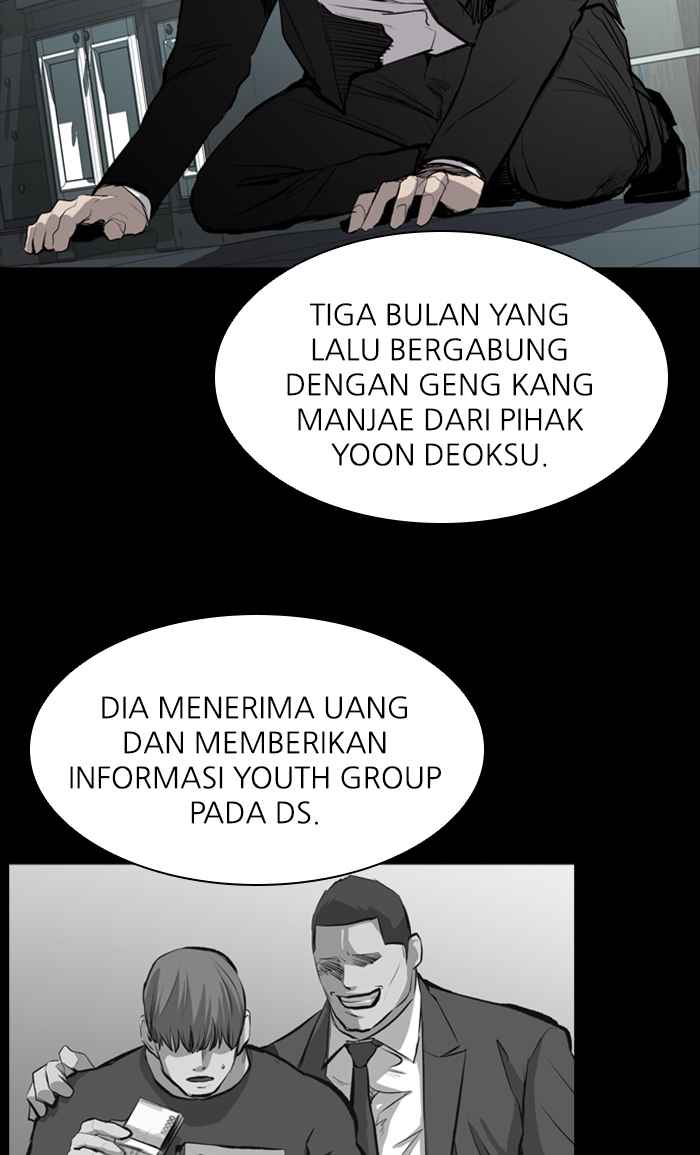 TIGA BULAN YANG
LALU BERGABUNG
DENGAN GENG KANG
MANJAE DARI PIHAK
YOON DEOKSU.
DIA MENERIMA UANG
DAN MEMBERIKAN
INFORMASI YOUTH GROUP
PADA DS.